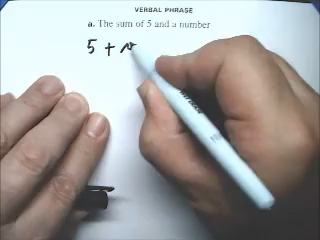 VERBAL PHRASE
a. The sum of 5 and a number
5 + n